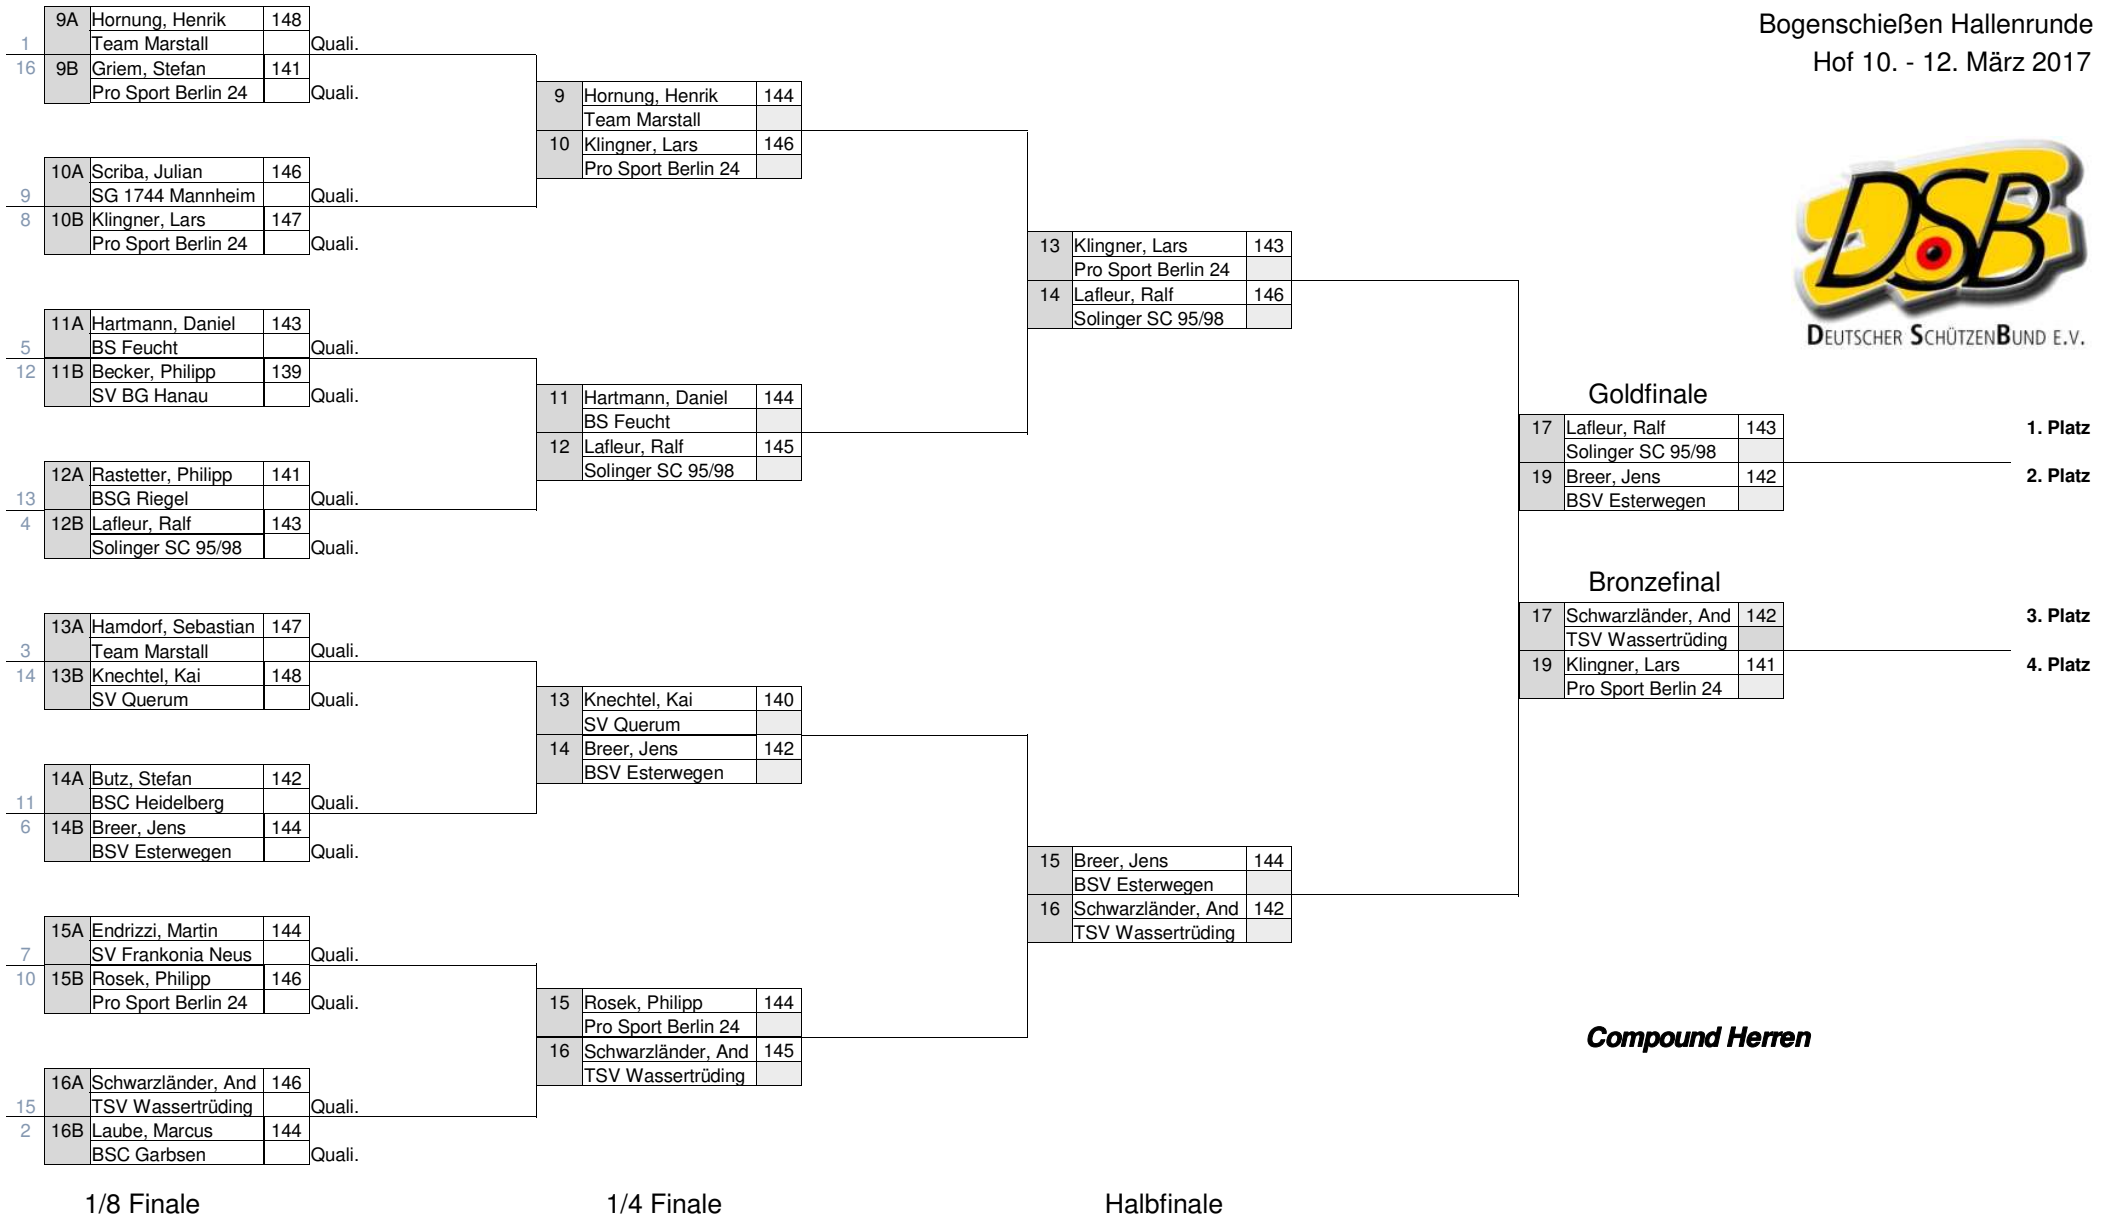 Bogenschießen Hallenrunde
Hof 10. - 12. März 2017
DSB
DEUTSCHER SCHÜTZENBUND E.V.
9A Hornung, Henrik 148
1 Team Marstall Quali.
16 9B Griem, Stefan 141
Pro Sport Berlin 24 Quali.
10A Scriba, Julian 146
9 SG 1744 Mannheim Quali.
8 10B Klingner, Lars 147
Pro Sport Berlin 24 Quali.
11A Hartmann, Daniel 143
5 BS Feucht Quali.
12 11B Becker, Philipp 139
SV BG Hanau Quali.
12A Rastetter, Philipp 141
13 BSG Riegel Quali.
4 12B Lafleur, Ralf 143
Solinger SC 95/98 Quali.
13A Hamdorf, Sebastian 147
3 Team Marstall Quali.
14 13B Knechtel, Kai 148
SV Querum Quali.
14A Butz, Stefan 142
11 BSC Heidelberg Quali.
6 14B Breer, Jens 144
BSV Esterwegen Quali.
15A Endrizzi, Martin 144
7 SV Frankonia Neus Quali.
10 15B Rosek, Philipp 146
Pro Sport Berlin 24 Quali.
16A Schwarzländer, And 146
15 TSV Wassertrüding Quali.
2 16B Laube, Marcus 144
BSC Garbsen Quali.
1/8 Finale
9 Hornung, Henrik 144
Team Marstall
10 Klingner, Lars 146
Pro Sport Berlin 24
11 Hartmann, Daniel 144
BS Feucht
12 Lafleur, Ralf 145
Solinger SC 95/98
13 Knechtel, Kai 140
SV Querum
14 Breer, Jens 142
BSV Esterwegen
15 Rosek, Philipp 144
Pro Sport Berlin 24
16 Schwarzländer, And 145
TSV Wassertrüding
1/4 Finale
13 Klingner, Lars 143
Pro Sport Berlin 24
14 Lafleur, Ralf 146
Solinger SC 95/98
15 Breer, Jens 144
BSV Esterwegen
16 Schwarzländer, And 142
TSV Wassertrüding
Halbfinale
Goldfinale
17 Lafleur, Ralf 143 1. Platz
Solinger SC 95/98
19 Breer, Jens 142 2. Platz
BSV Esterwegen
Bronzefinal
17 Schwarzländer, And 142 3. Platz
TSV Wassertrüding
19 Klingner, Lars 141 4. Platz
Pro Sport Berlin 24
Compound Herren